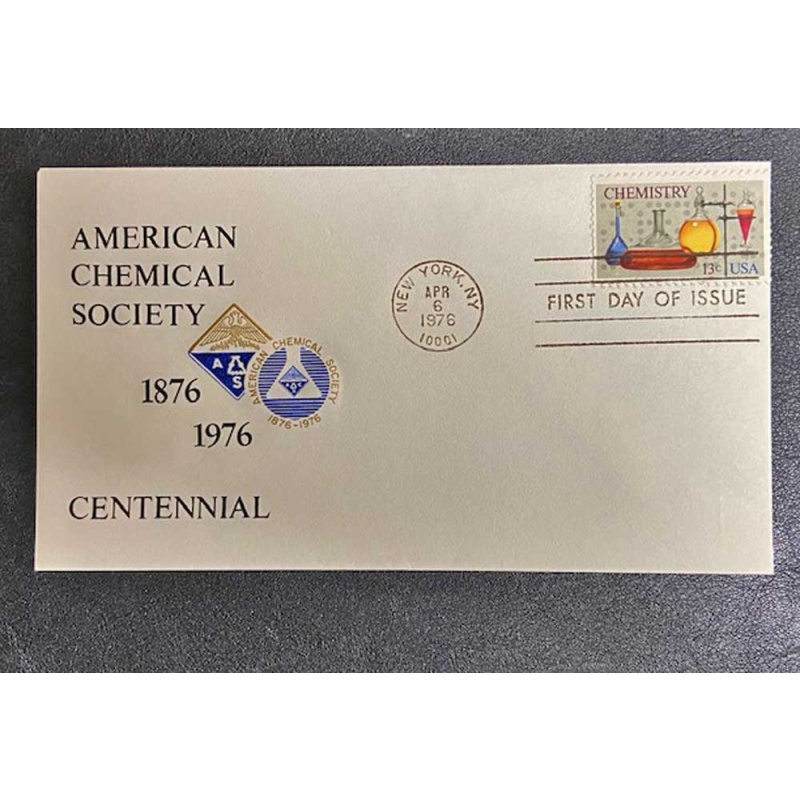 AMERICAN
CHEMICAL
SOCIETY
1876
1976
CENTENNIAL
A S
AMERICAN CHEMICAL SOCIETY
1876-1976
NEW YORK, NY
APR
6
1976
10001
CHEMISTRY
13c USA
FIRST DAY OF ISSUE